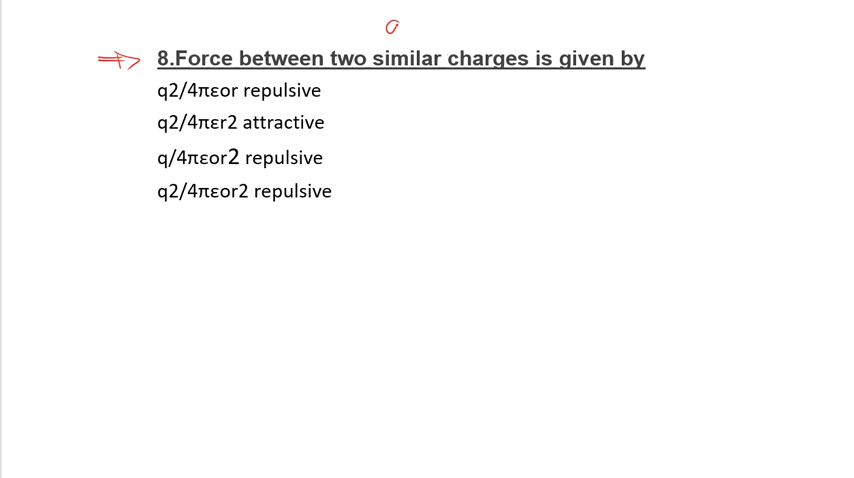 8.Force between two similar charges is given by
q2/4πεor repulsive
q2/4πεr2 attractive
q/4πεor2 repulsive
q2/4πεor2 repulsive